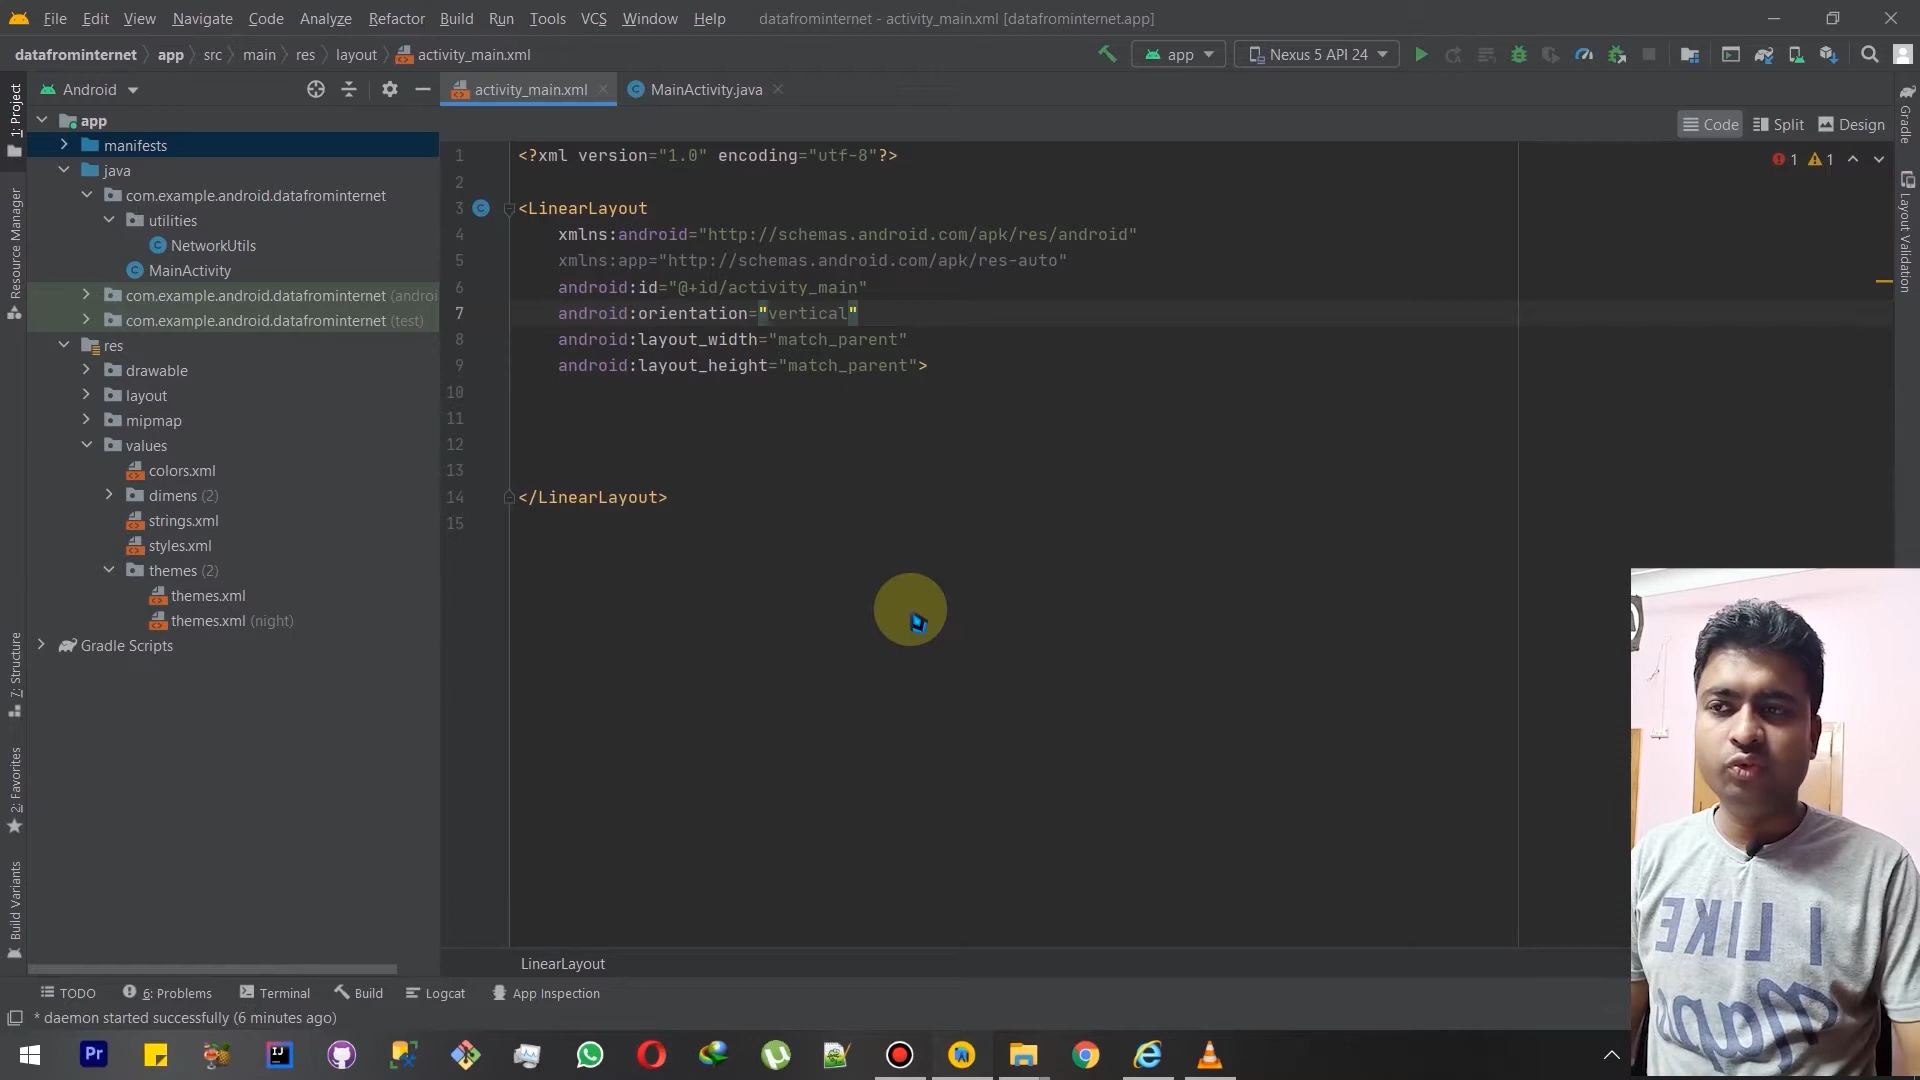 File Edit View Navigate Code Analyze Refactor Build Run Tools VCS Window Help datafrominternet - activity_main.xml [datafrominternet.app]
datafrominternet app src main res layout activity_main.xml app Nexus 5 API 24
Android activity_main.xml MainActivity.java
Code Split Design
1: Project
Resource Manager
7: Structure
2: Favorites
Build Variants
app
manifests
java
com.example.android.datafrominternet
utilities
NetworkUtils
MainActivity
com.example.android.datafrominternet (androi
com.example.android.datafrominternet (test)
res
drawable
layout
mipmap
values
colors.xml
dimens (2)
strings.xml
styles.xml
themes (2)
themes.xml
themes.xml (night)
Gradle Scripts
1 <?xml version="1.0" encoding="utf-8"?>
2
3 <LinearLayout
4 xmlns:android="http://schemas.android.com/apk/res/android"
5 xmlns:app="http://schemas.android.com/apk/res-auto"
6 android:id="@+id/activity_main"
7 android:orientation="vertical"
8 android:layout_width="match_parent"
9 android:layout_height="match_parent">
10
11
12
13
14 </LinearLayout>
15
1 1
Gradle
Layout Validation
LinearLayout
TODO 6: Problems Terminal Build Logcat App Inspection
* daemon started successfully (6 minutes ago)
Pr IJ
I LIKE
Maps